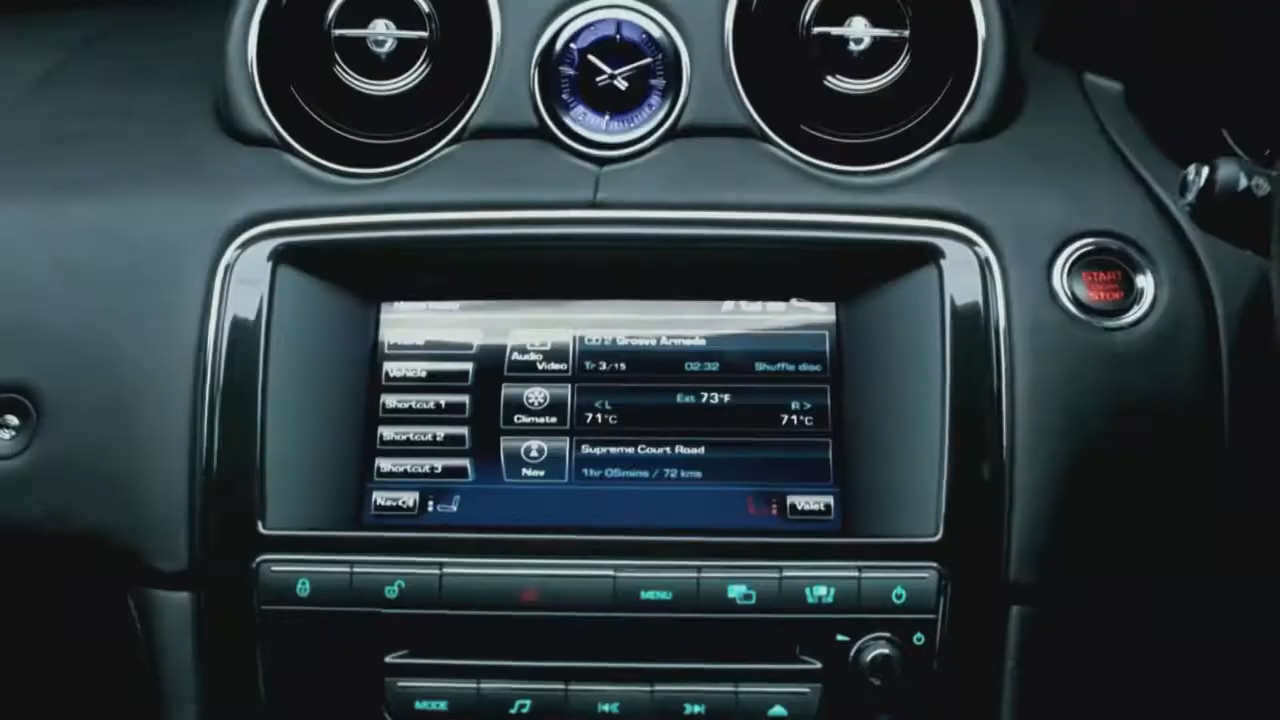 START
STOP
Audio
Video
CD 2 Groove Armada
Tr 3/15 02:32 Shuffle disc
Vehicle
Shortcut 1
Climate
Ext 73°F
<L R>
71°C 71°C
Shortcut 2
Shortcut 3
Nav
Supreme Court Road
1hr 05mins / 72 kms
Nav
Valet
MENU
MODE